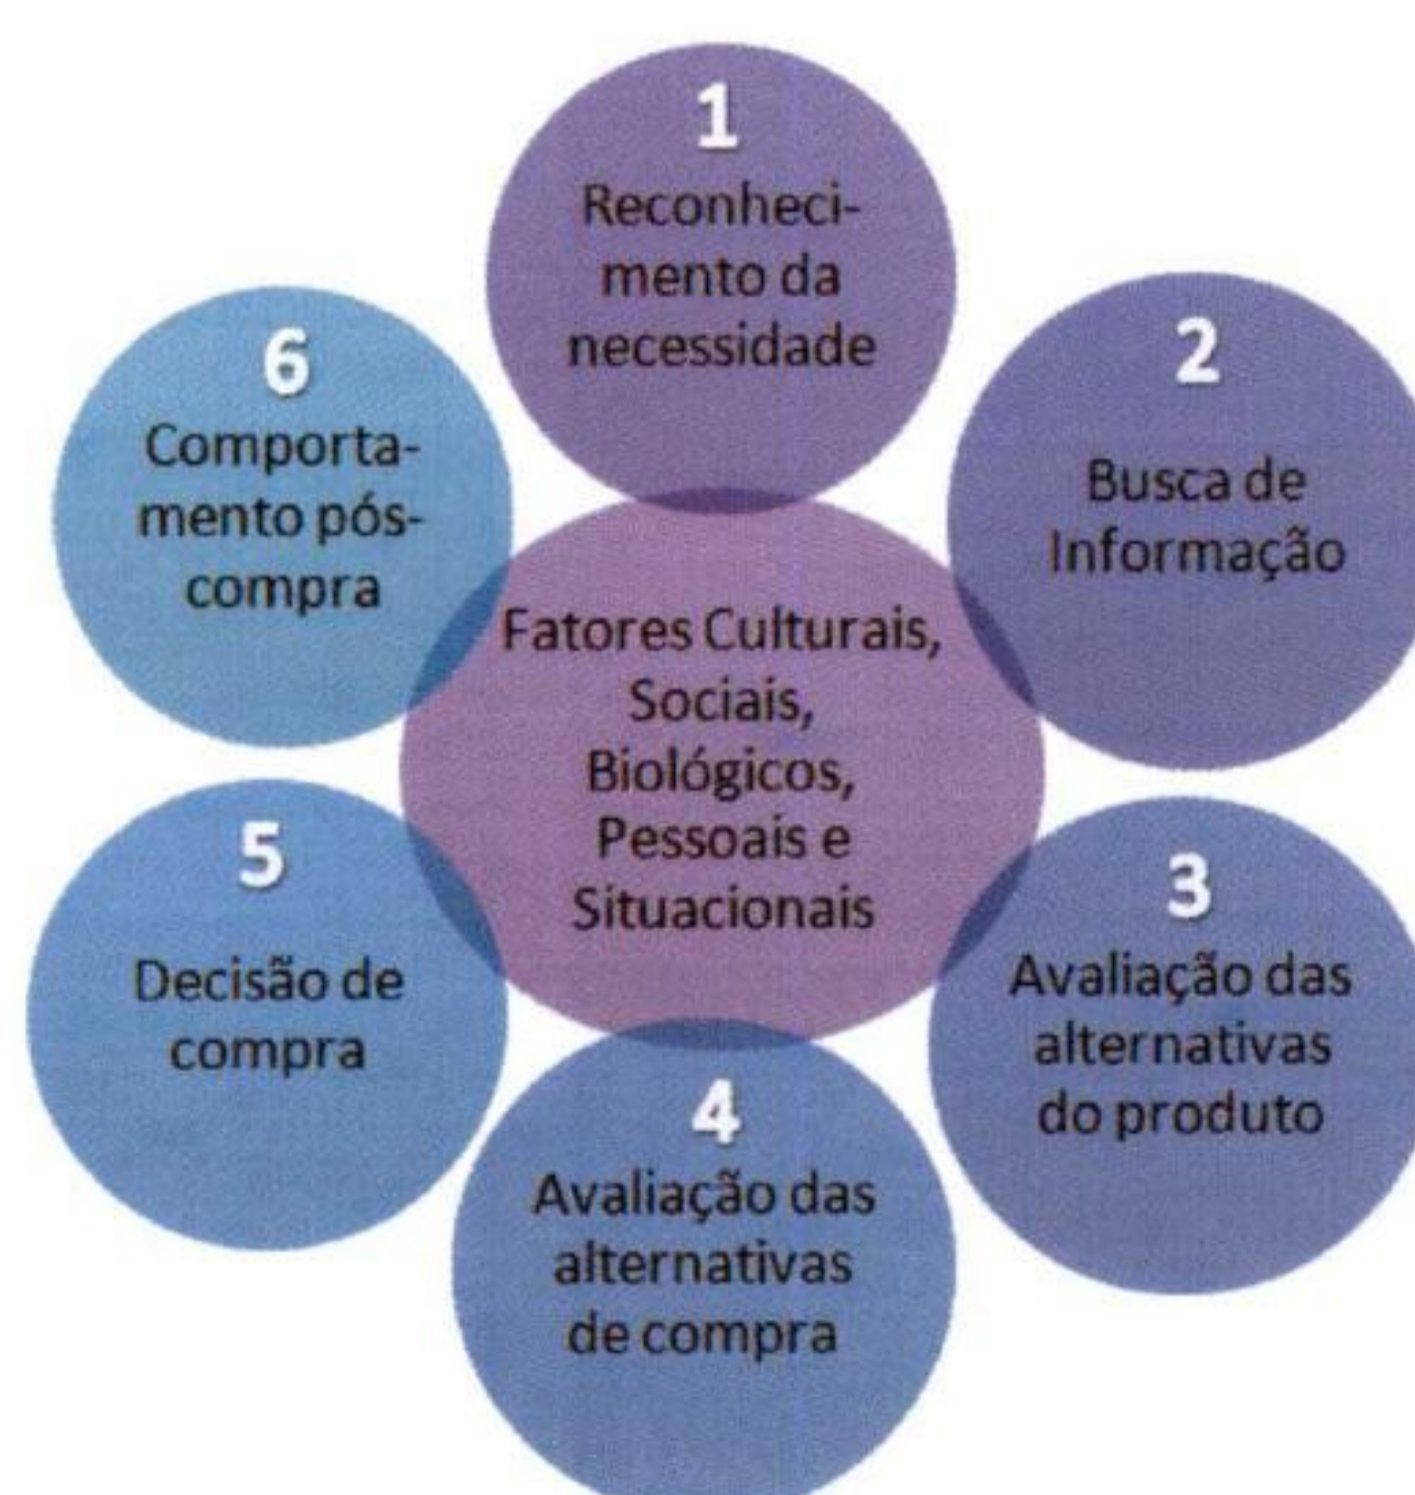 1
Reconheci-
mento da
necessidade
2
Busca de
Informação
3
Avaliação das
alternativas
do produto
4
Avaliação das
alternativas
de compra
5
Decisão de
compra
6
Comporta-
mento pós-
compra
Fatores Culturais,
Sociais,
Biológicos,
Pessoais e
Situacionais